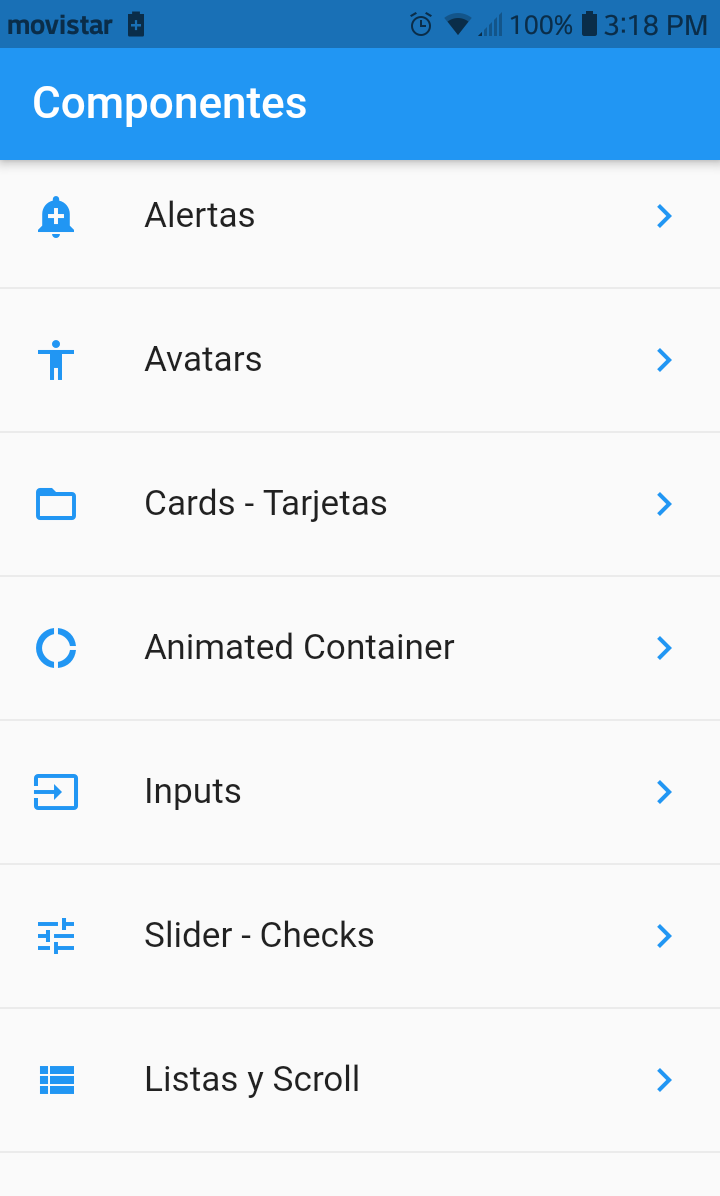 movistar 100% 3:18 PM
Componentes
Alertas
Avatars
Cards - Tarjetas
Animated Container
Inputs
Slider - Checks
Listas y Scroll